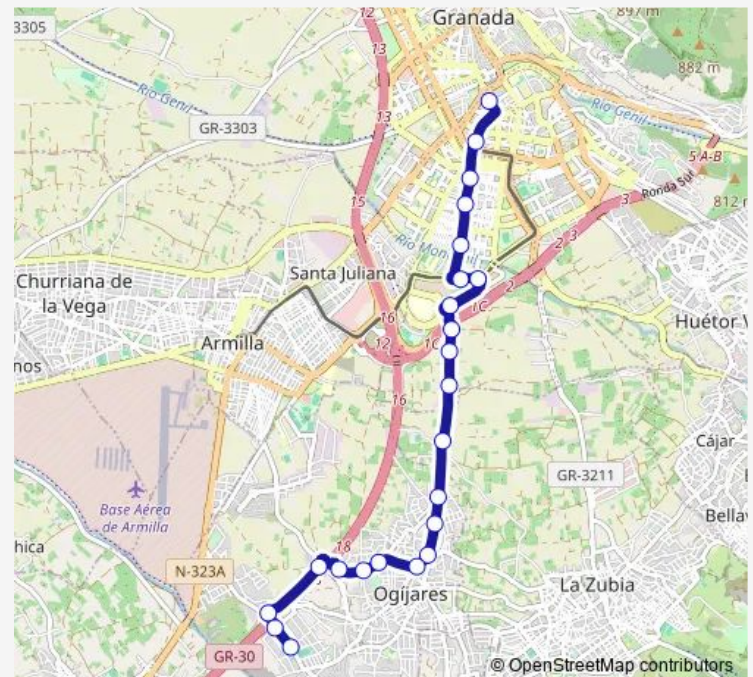 Granada
897 m
882 m
3305
12
13
13
Río Genil
Río Genil
GR-3303
13
5 A-B
Ronda Sur
3
812 m
15
3
2
Río Monachil
Santa Juliana
2
Churriana de
la Vega
1C
16
Huétor V
Armilla
12
1C
nos
16
Cájar
GR-3211
Base Aérea
de Armilla
Bella
hica
18
N-323A
La Zubia
Ogíjares
GR-30
© OpenStreetMap contributors